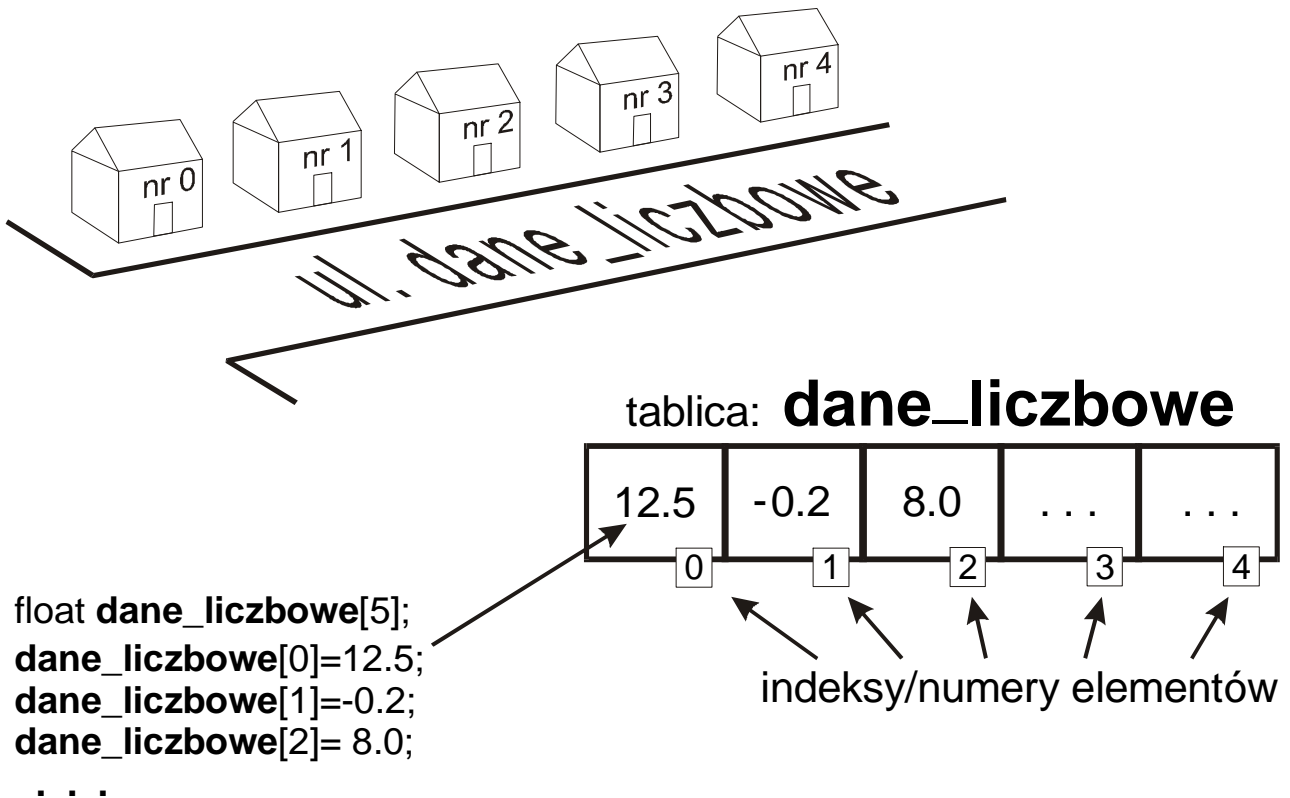 nr 0
nr 1
nr 2
nr 3
nr 4
ul. dane_liczbowe
tablica: dane_liczbowe
12.5 -0.2 8.0 . . . . . .
0 1 2 3 4
indeksy/numery elementów
float dane_liczbowe[5];
dane_liczbowe[0]=12.5;
dane_liczbowe[1]=-0.2;
dane_liczbowe[2]= 8.0;